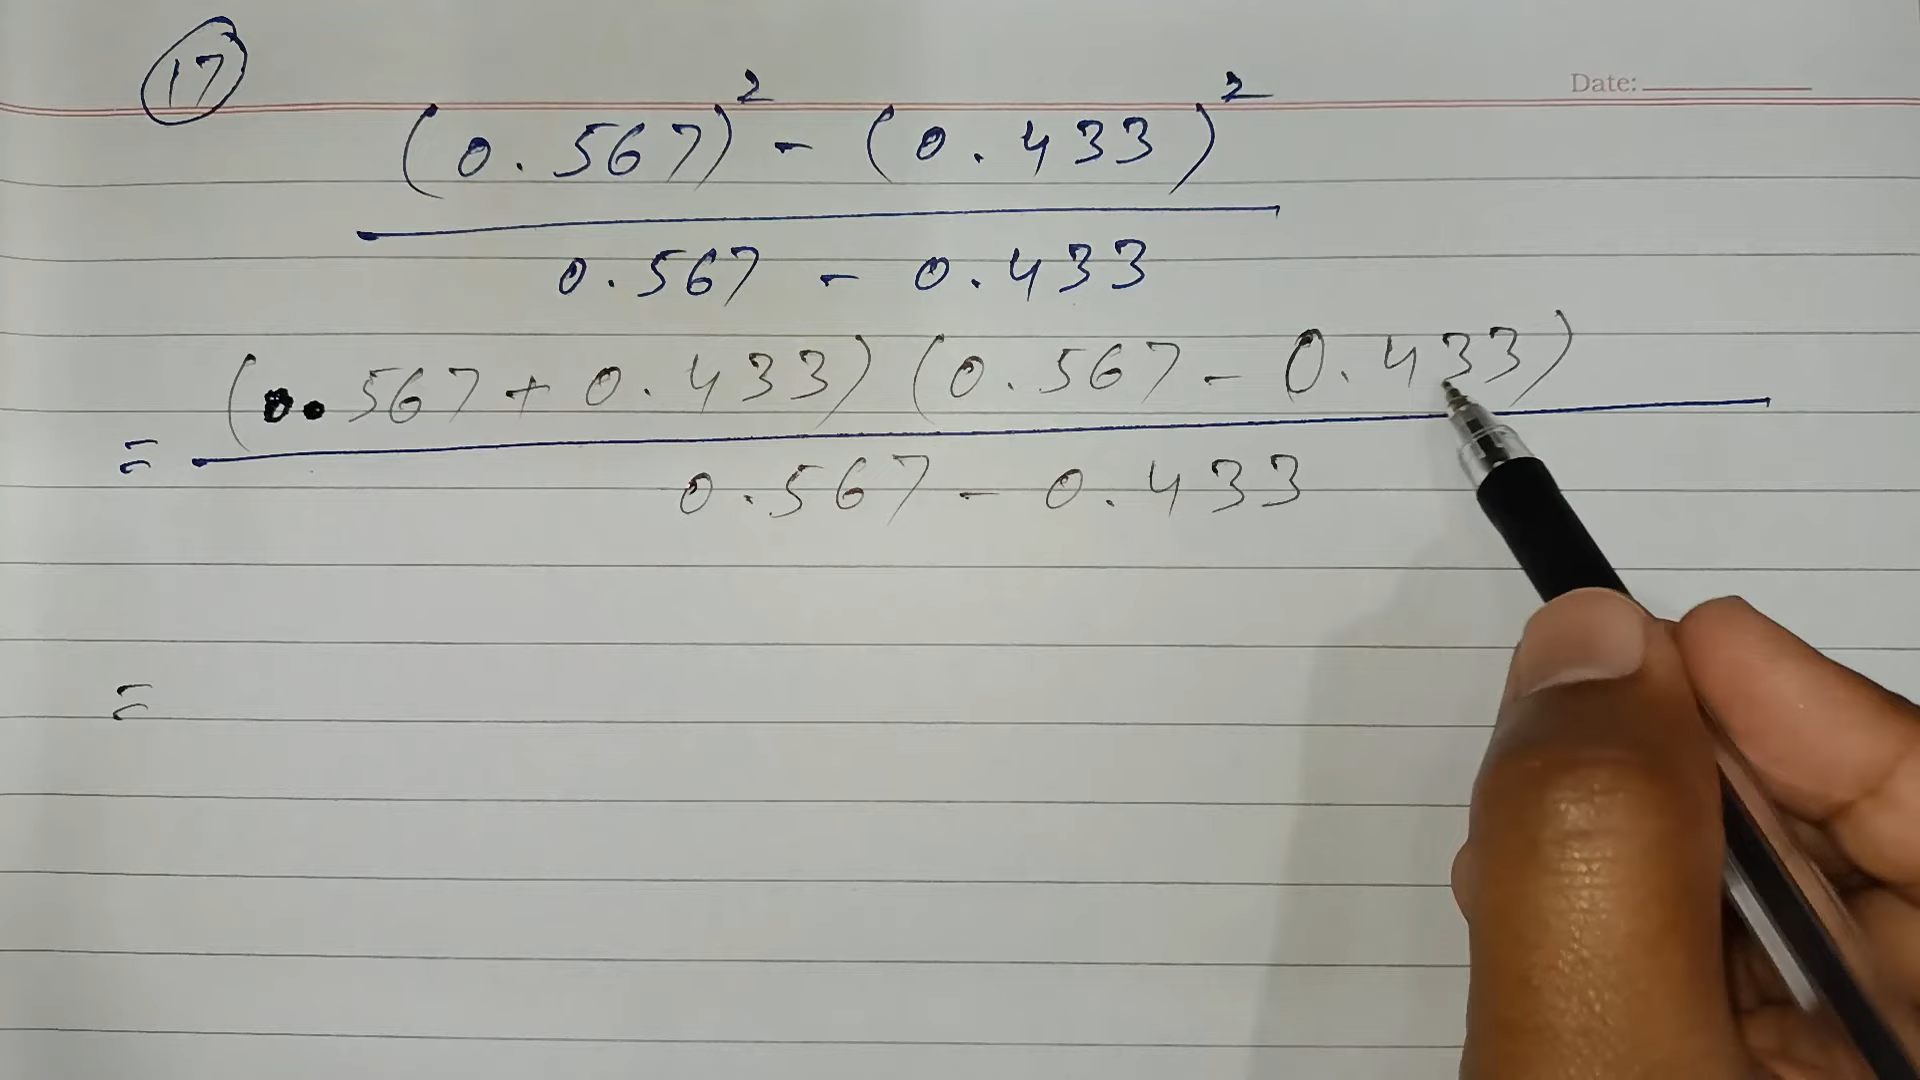 17
Date:
(0.567)² - (0.433)²
0.567 - 0.433
= (0.567 + 0.433) (0.567 - 0.433)
0.567 - 0.433
=